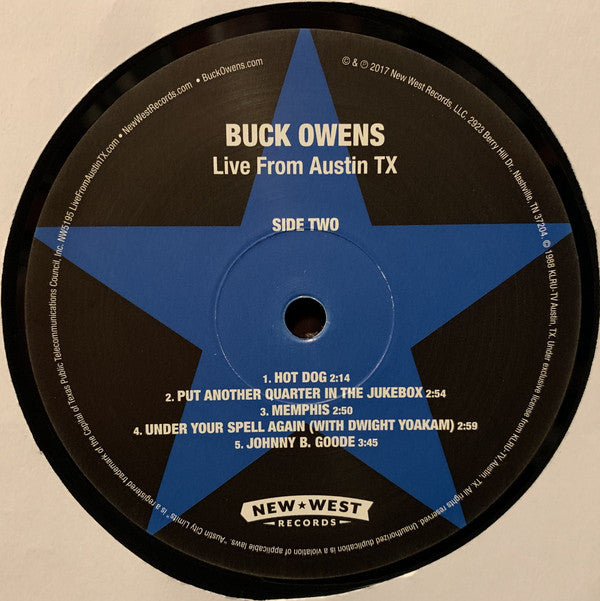 BUCK OWENS
Live From Austin TX
SIDE TWO
1. HOT DOG 2:14
2. PUT ANOTHER QUARTER IN THE JUKEBOX 2:54
3. MEMPHIS 2:50
4. UNDER YOUR SPELL AGAIN (WITH DWIGHT YOAKAM) 2:59
5. JOHNNY B. GOODE 3:45
NEW★WEST
RECORDS
NW5195 LiveFromAustinTX.com • NewWestRecords.com • BuckOwens.com
© & ℗ 2017 New West Records, LLC, 2923 Berry Hill Dr., Nashville, TN 37204. © 1988 KLRU-TV Austin, TX. Under exclusive license from KLRU-TV Austin, TX. All rights reserved. Unauthorized duplication is a violation of applicable laws. "Austin City Limits" is a registered trademark of the Capital of Texas Public Telecommunications Council, Inc.